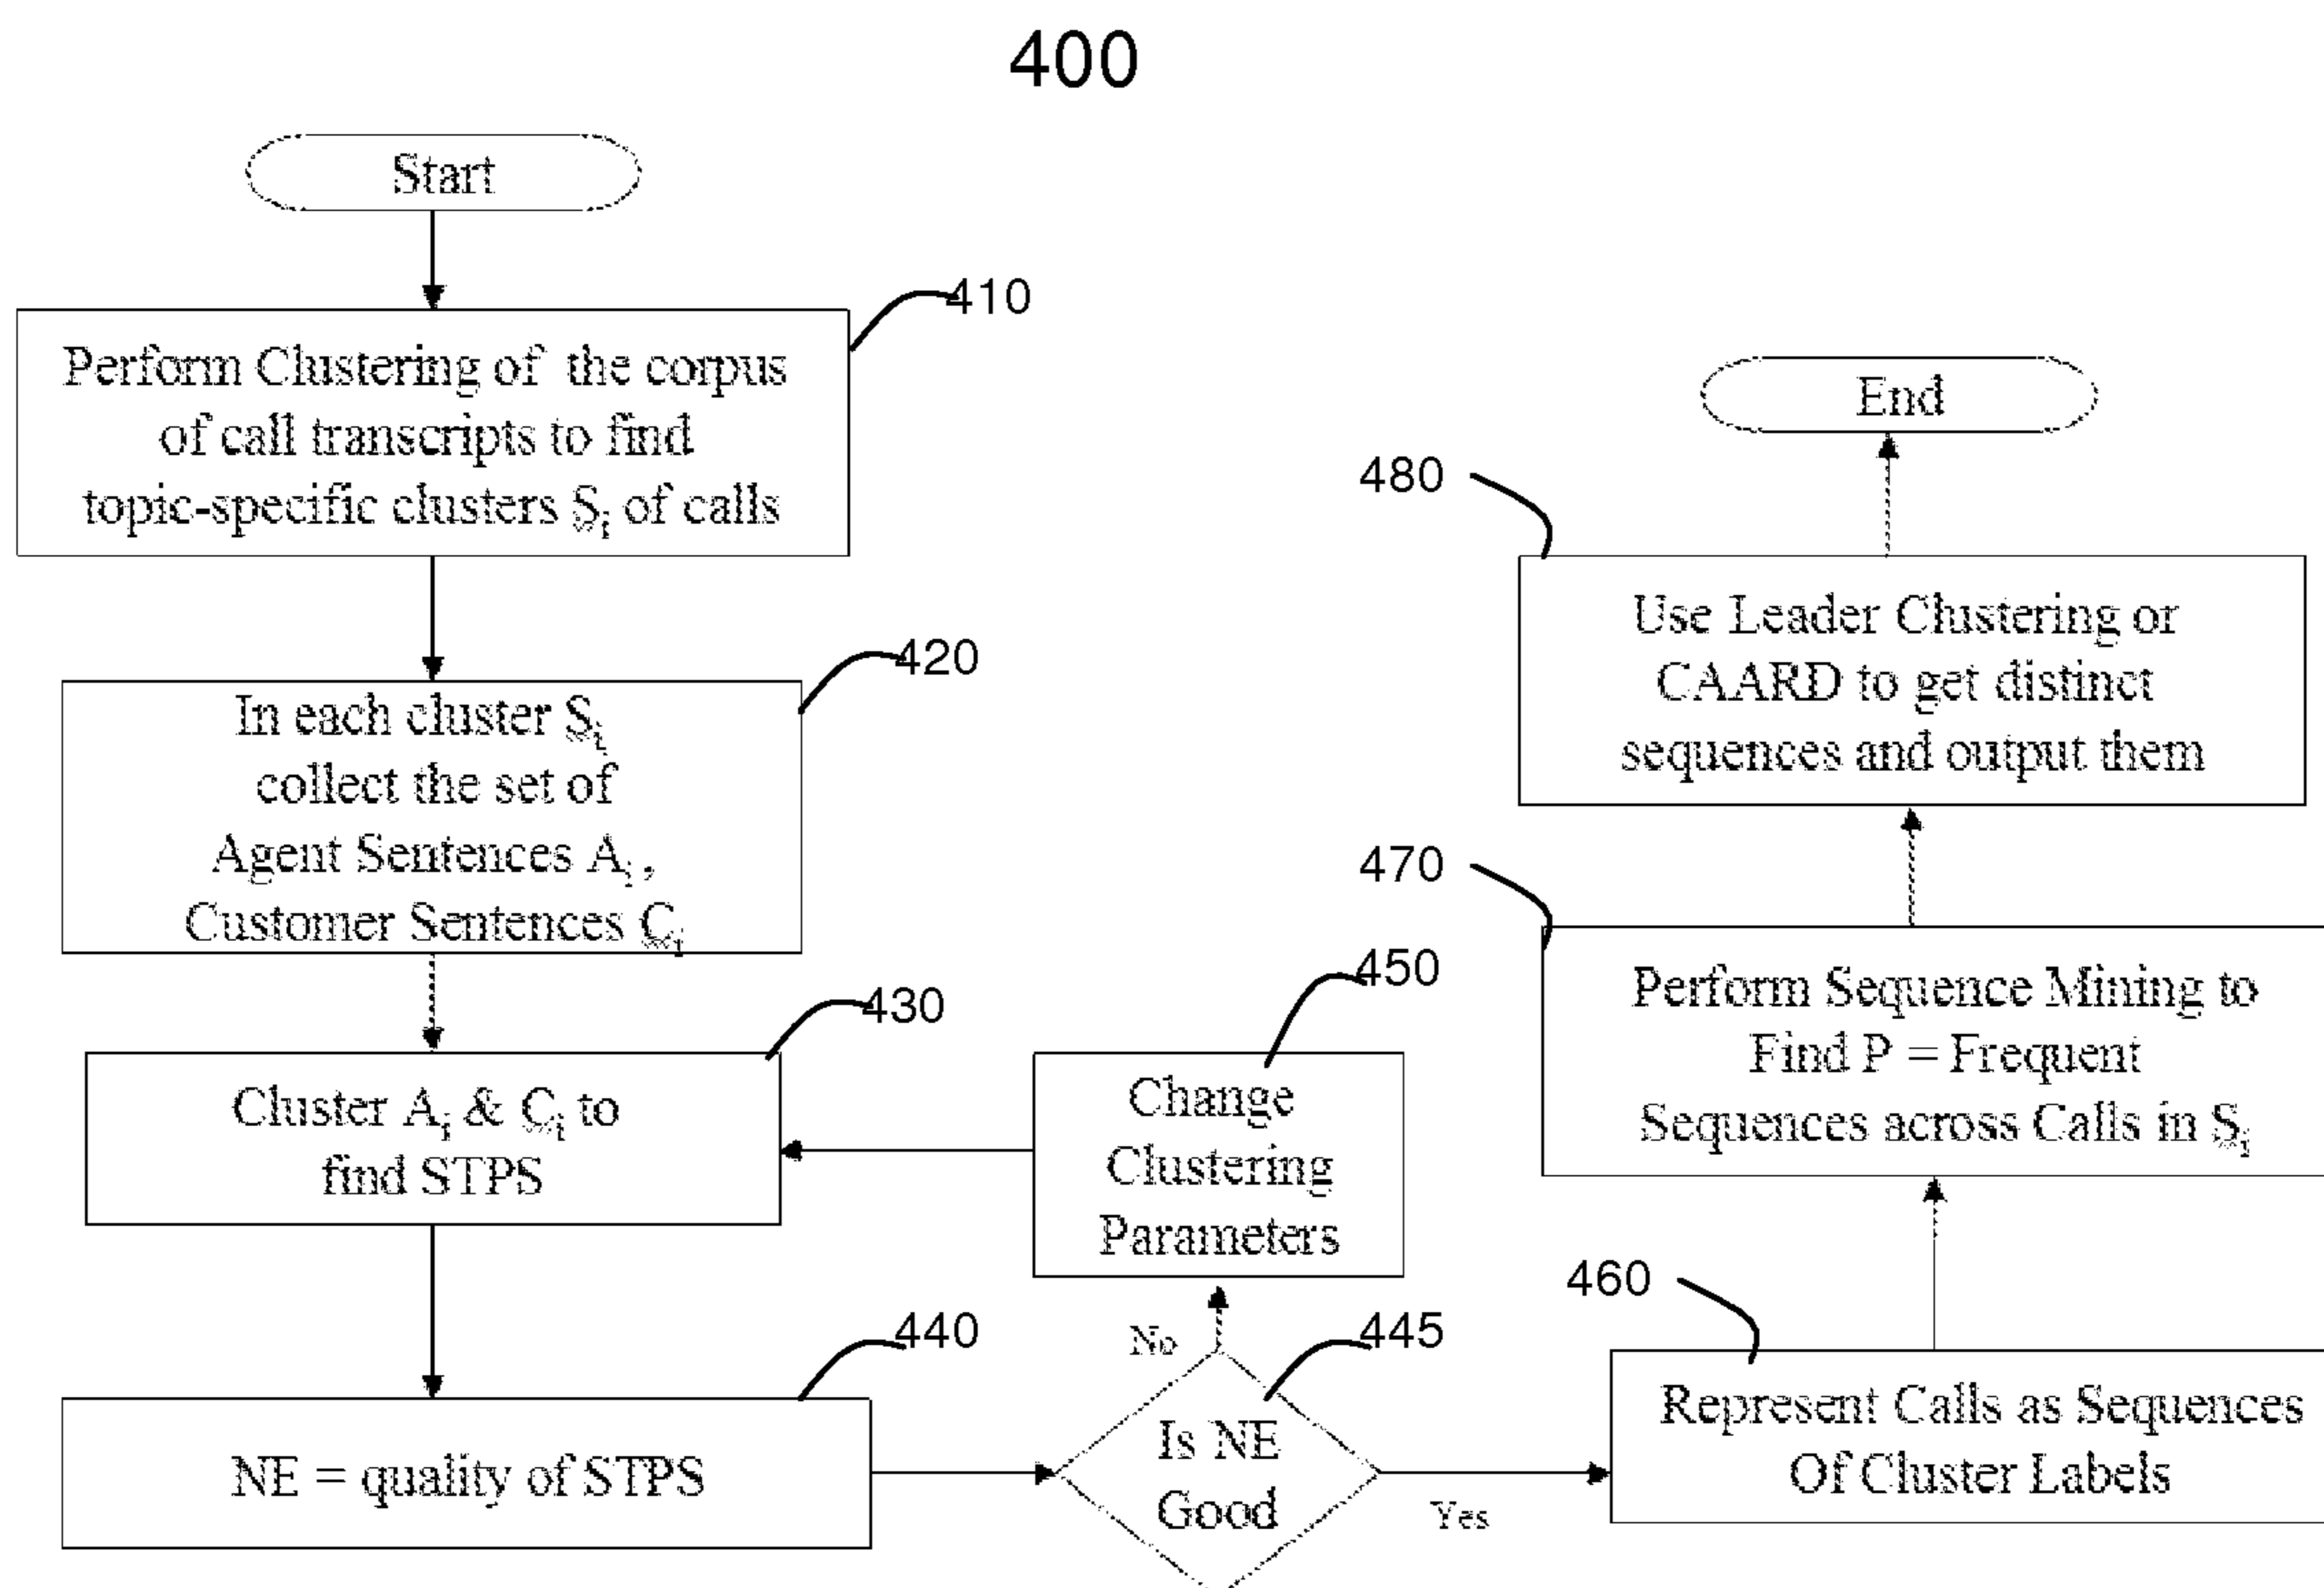 400
Start
410
Perform Clustering of the corpus
of call transcripts to find
topic-specific clusters Si of calls
420
In each cluster Si
collect the set of
Agent Sentences Ai ,
Customer Sentences Ci
430
Cluster Ai & Ci to
find STPS
440
NE = quality of STPS
445
Is NE
Good
No
450
Change
Clustering
Parameters
Yes
460
Represent Calls as Sequences
Of Cluster Labels
470
Perform Sequence Mining to
Find P = Frequent
Sequences across Calls in Si
480
Use Leader Clustering or
CAARD to get distinct
sequences and output them
End